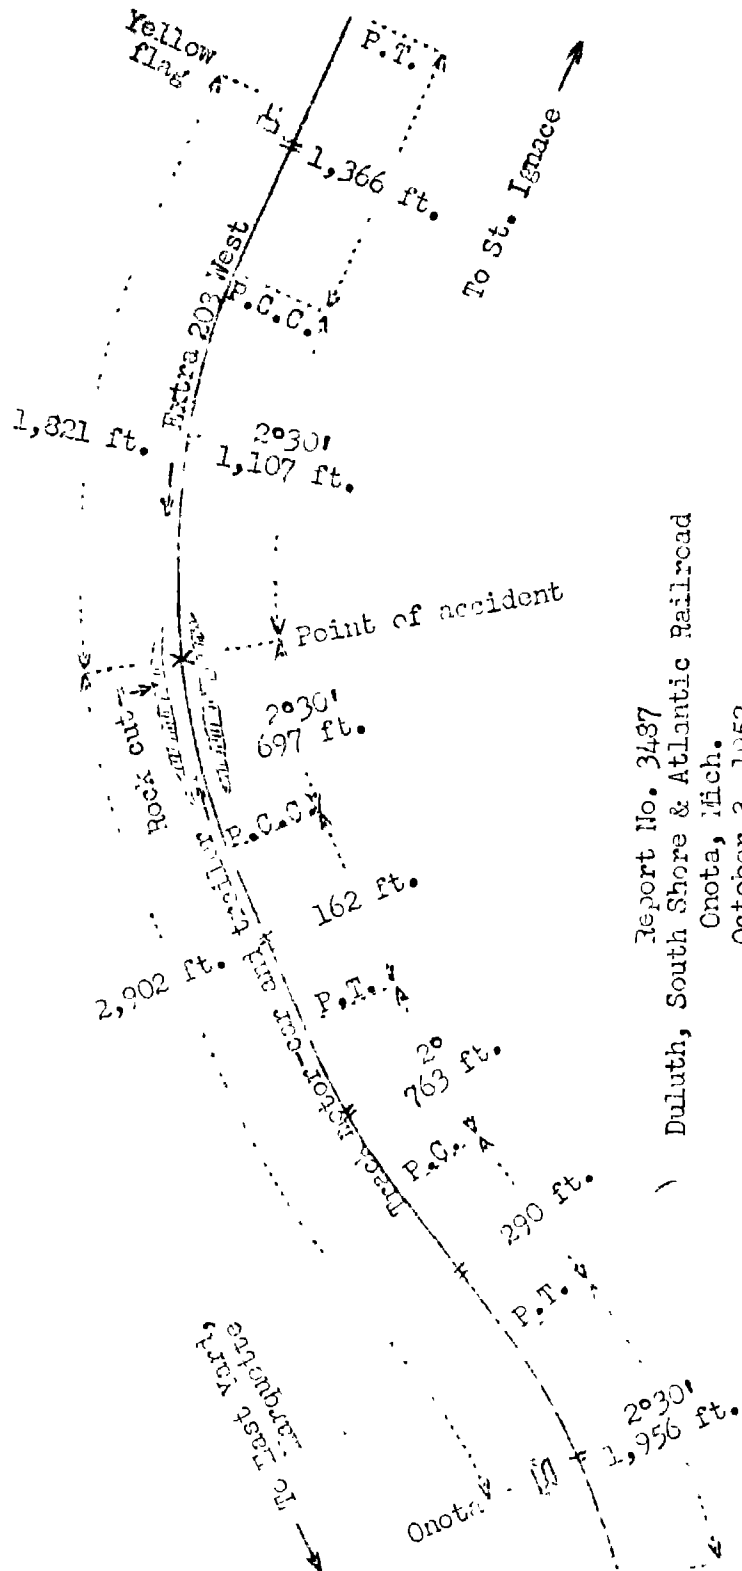 Yellow
flag
P.T.
1,366 ft.
To St. Ignace
Extra 203 West
P.C.C.
1,821 ft.
2°30'
1,107 ft.
Point of accident
Rock cut
2°30'
697 ft.
P.C.C.
162 ft.
2,902 ft.
P.T.
Track motor-car and trailer
2°
763 ft.
P.C.
290 ft.
P.T.
To East Yard,
Marquette
2°30'
1,956 ft.
Onota
Report No. 3487
Duluth, South Shore & Atlantic Railroad
Onota, Mich.
October 3,